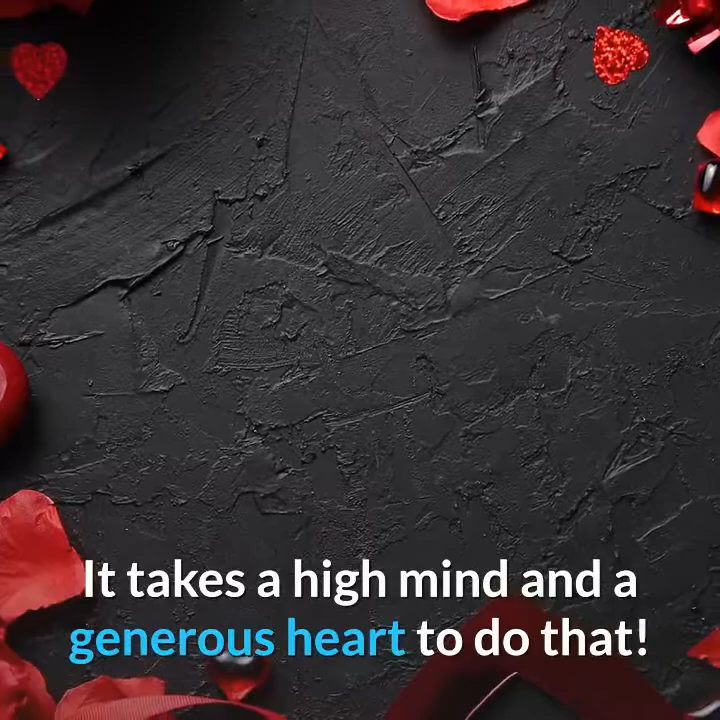 It takes a high mind and a
generous heart to do that!